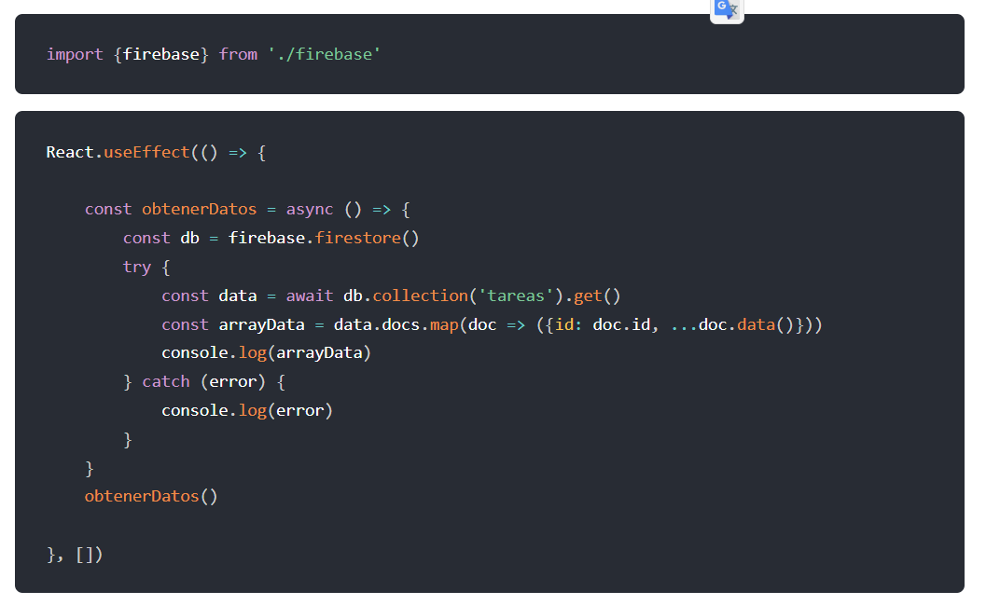 import {firebase} from './firebase'
React.useEffect(() => {
    const obtenerDatos = async () => {
        const db = firebase.firestore()
        try {
            const data = await db.collection('tareas').get()
            const arrayData = data.docs.map(doc => ({id: doc.id, ...doc.data()}))
            console.log(arrayData)
        } catch (error) {
            console.log(error)
        }
    }
    obtenerDatos()
}, [])